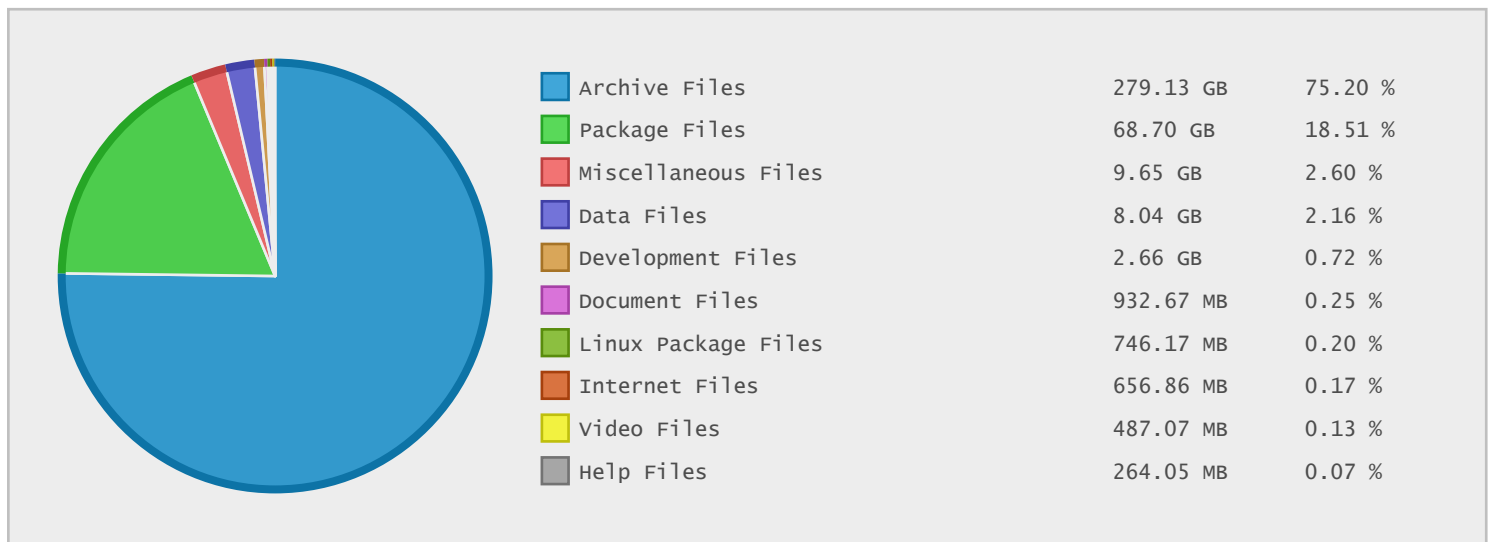 Archive Files 279.13 GB 75.20 %
Package Files 68.70 GB 18.51 %
Miscellaneous Files 9.65 GB 2.60 %
Data Files 8.04 GB 2.16 %
Development Files 2.66 GB 0.72 %
Document Files 932.67 MB 0.25 %
Linux Package Files 746.17 MB 0.20 %
Internet Files 656.86 MB 0.17 %
Video Files 487.07 MB 0.13 %
Help Files 264.05 MB 0.07 %